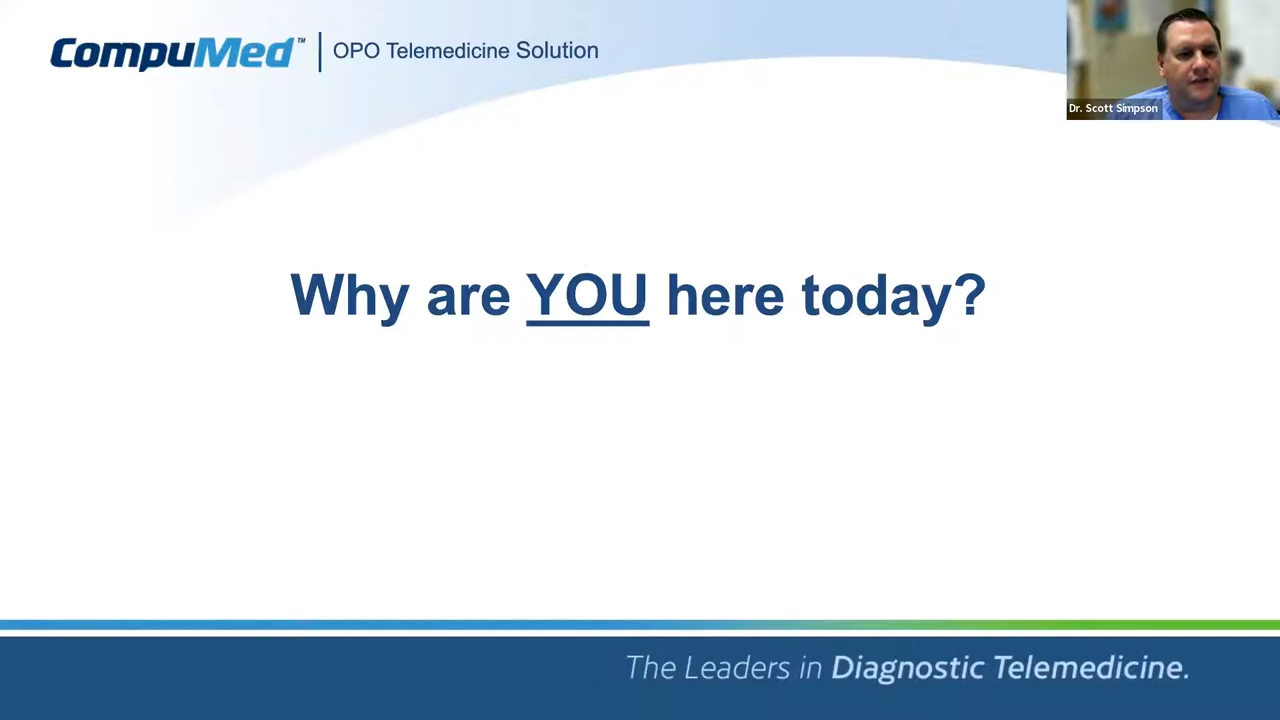 CompuMed™ | OPO Telemedicine Solution
Dr. Scott Simpson
Why are YOU here today?
The Leaders in Diagnostic Telemedicine.